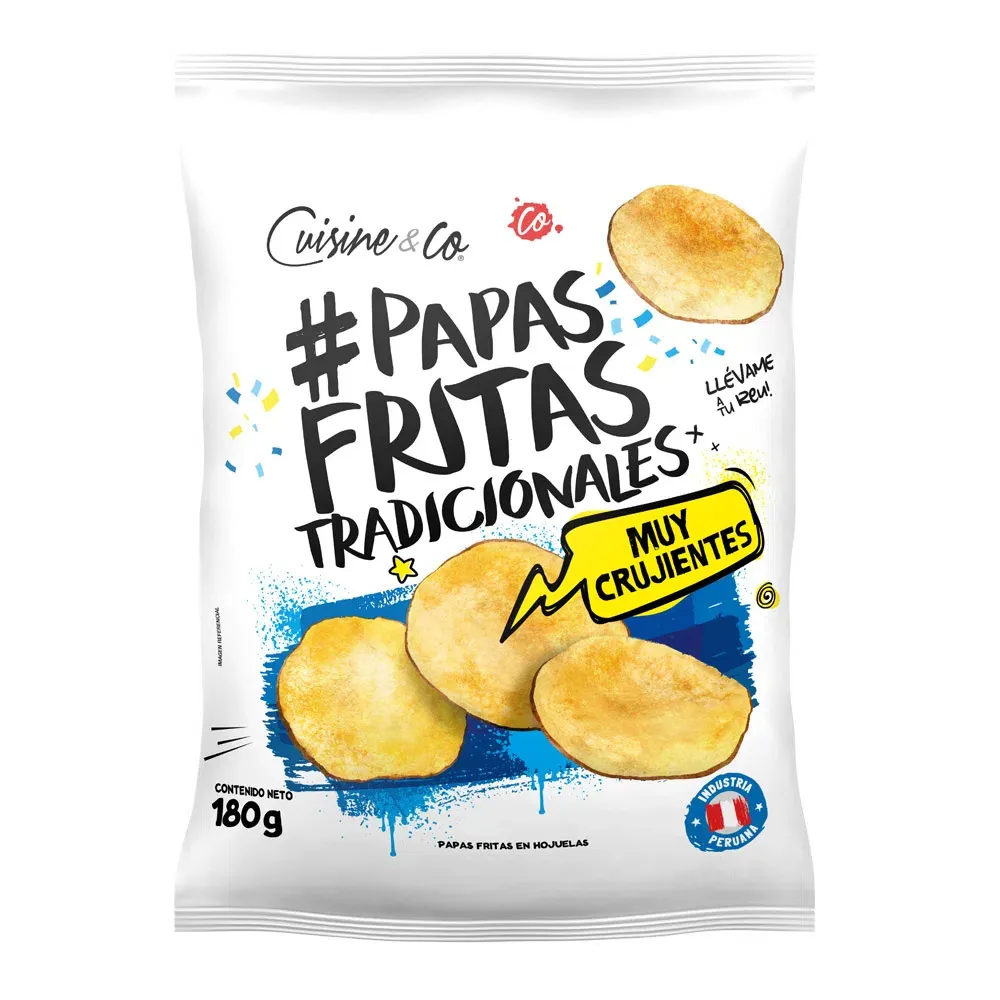 Cuisine & Co®
Co.
#PAPAS
FRITAS
TRADICIONALES
LLÉVAME
A
TU REU!
MUY
CRUJIENTES
IMAGEN REFERENCIAL
CONTENIDO NETO
180g
INDUSTRIA
PERUANA
PAPAS FRITAS EN HOJUELAS